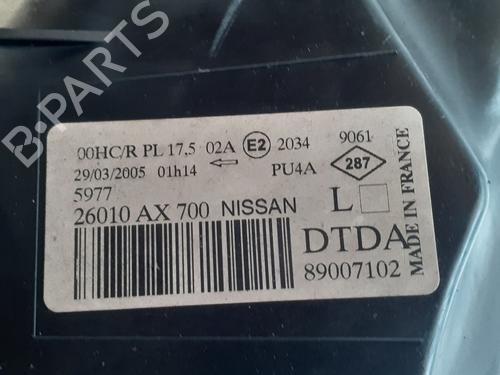 B-PARTS
00HC/R PL 17,5 02A E2 2034 9061
29/03/2005 01h14 PU4A 287
5977
26010 AX 700 NISSAN L
DTDA
89007102
MADE IN FRANCE